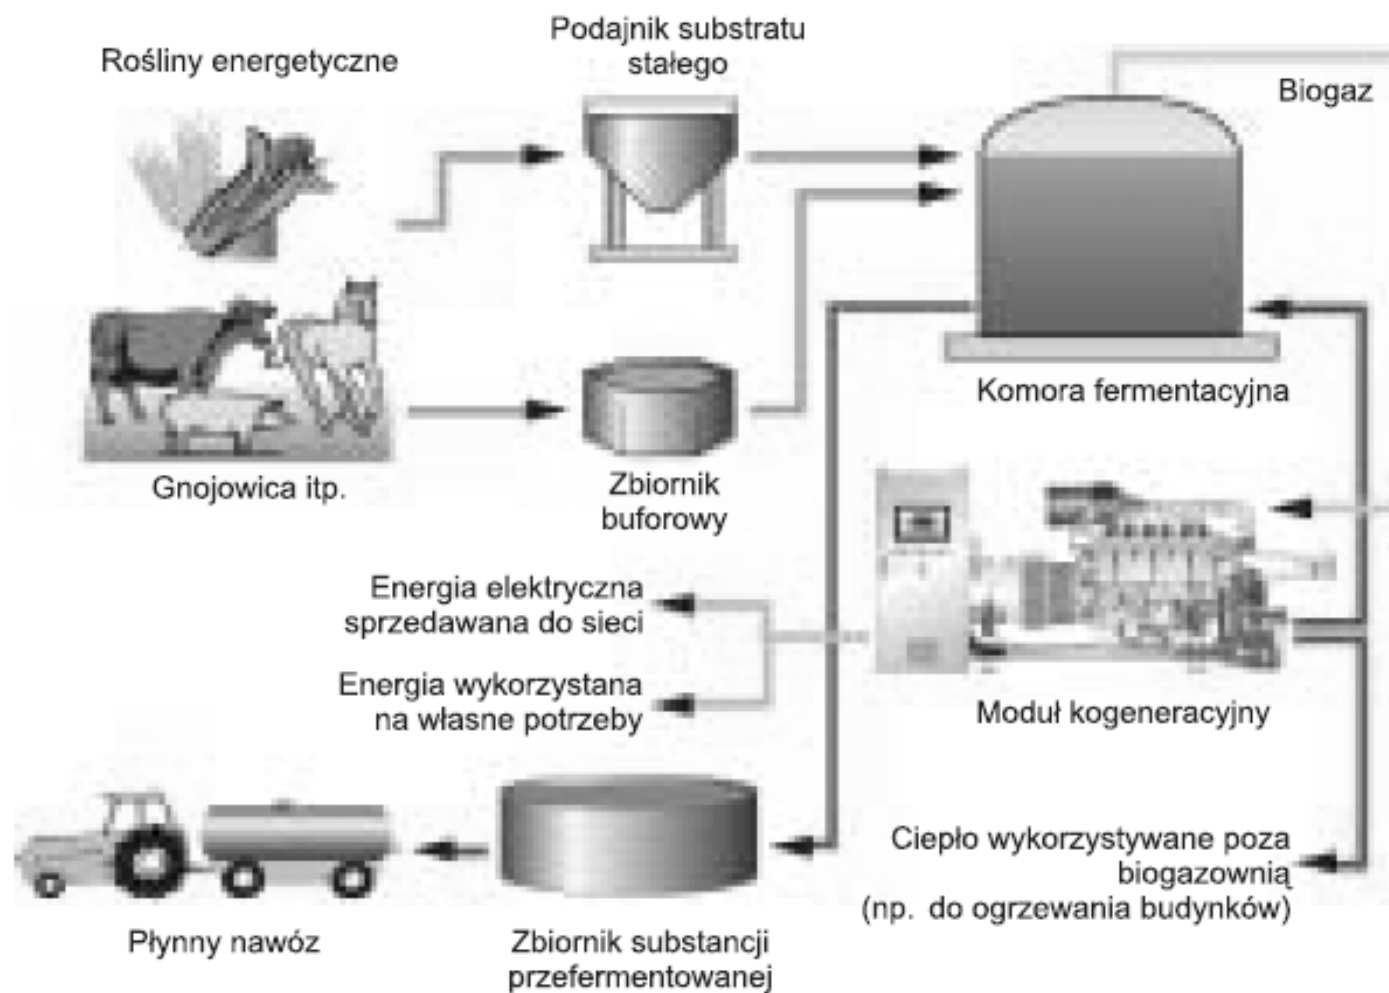 Rośliny energetyczne
Podajnik substratu
stałego
Biogaz
Komora fermentacyjna
Gnojowica itp.
Zbiornik
buforowy
Energia elektryczna
sprzedawana do sieci
Energia wykorzystana
na własne potrzeby
Moduł kogeneracyjny
Ciepło wykorzystywane poza
biogazownią
(np. do ogrzewania budynków)
Płynny nawóz
Zbiornik substancji
przefermentowanej